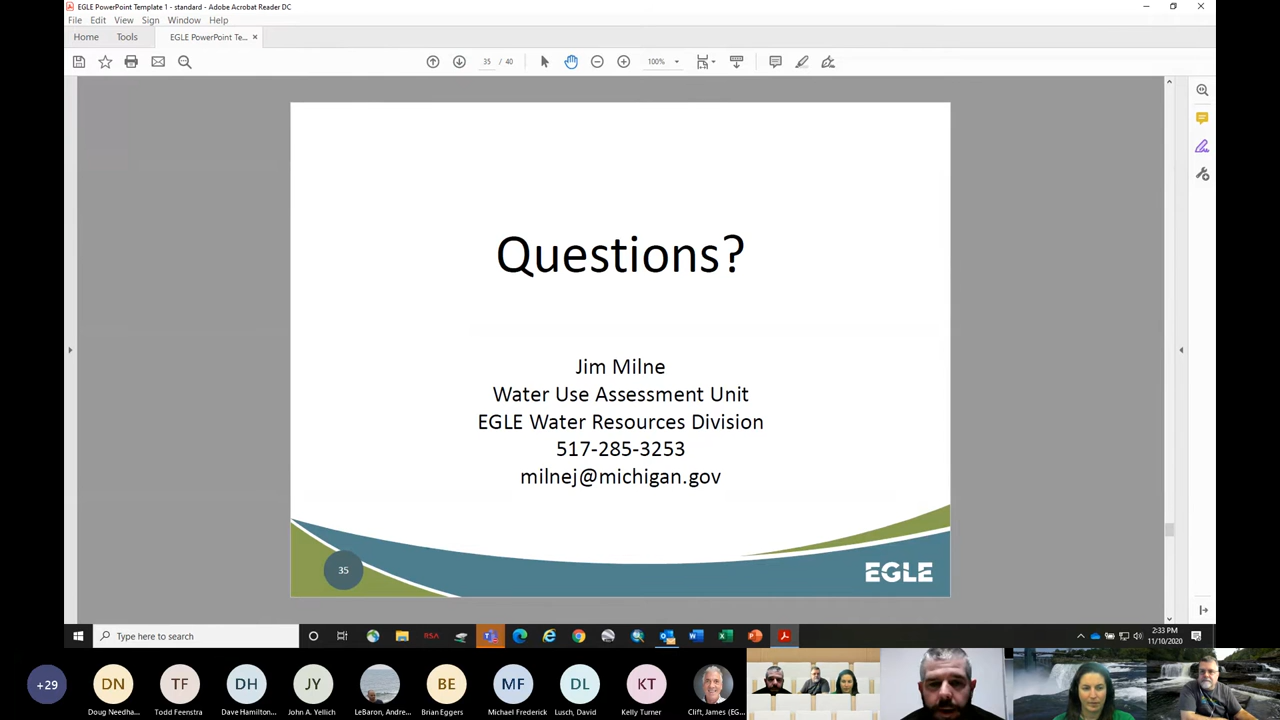 EGLE PowerPoint Template 1 - standard - Adobe Acrobat Reader DC
File Edit View Sign Window Help
Home Tools EGLE PowerPoint Te... ×
35 / 40 100%
Questions?
Jim Milne
Water Use Assessment Unit
EGLE Water Resources Division
517-285-3253
milnej@michigan.gov
35
EGLE
Type here to search
RSA
2:33 PM
11/10/2020
+29 DN TF DH JY BE MF DL KT
Doug Needha... Todd Feenstra Dave Hamilton... John A. Yellich LeBaron, Andre... Brian Eggers Michael Frederick Lusch, David Kelly Turner Clift, James (EG...